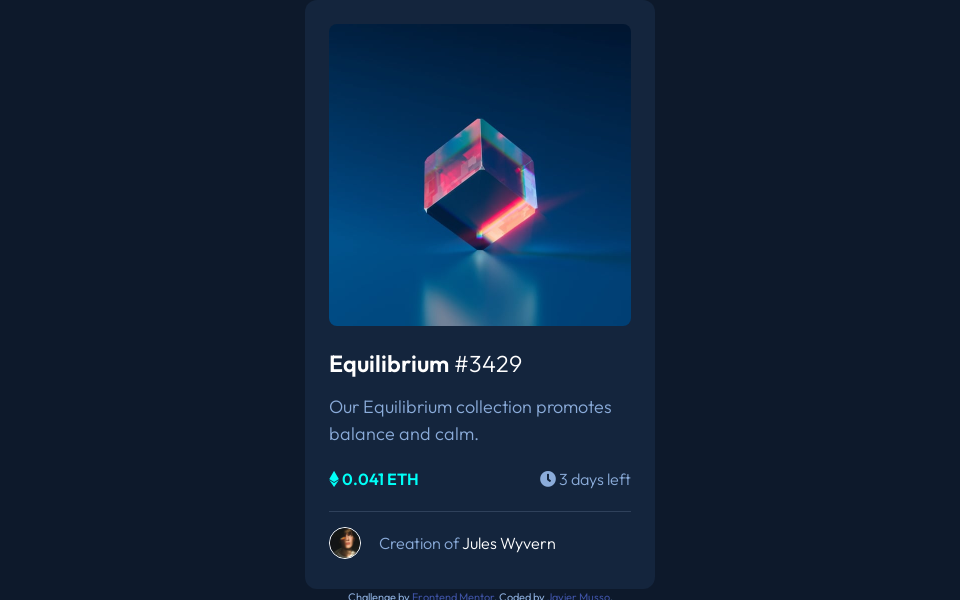 Equilibrium #3429
Our Equilibrium collection promotes
balance and calm.
0.041 ETH
3 days left
Creation of Jules Wyvern
Challenge by Frontend Mentor. Coded by Javier Musso.